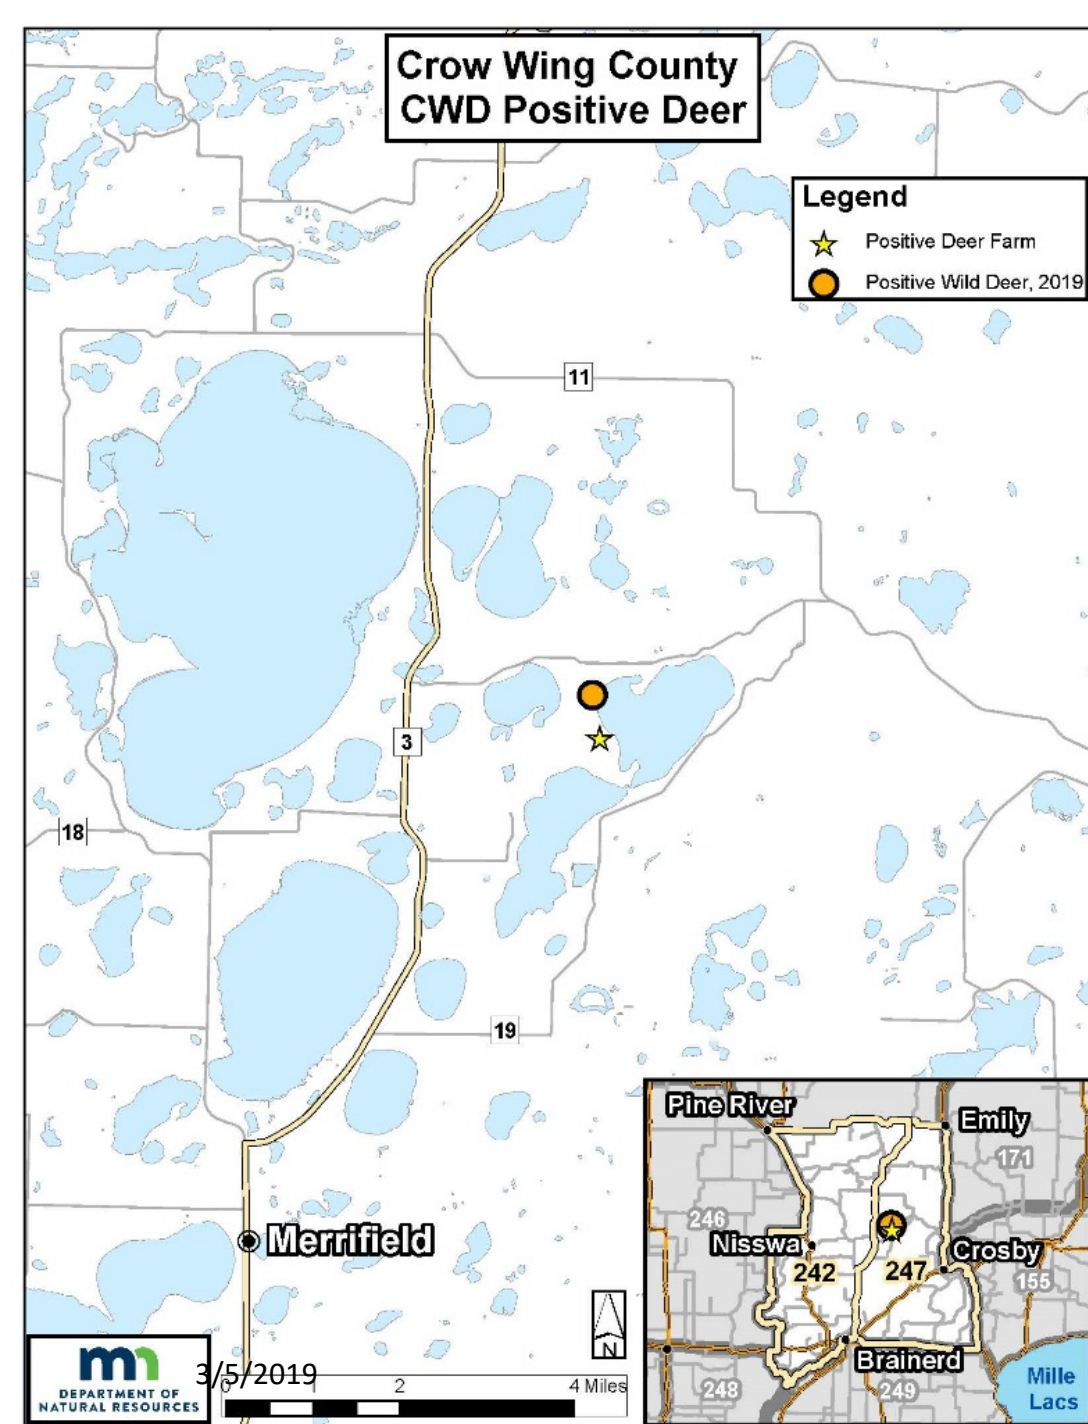 Crow Wing County
CWD Positive Deer
Legend
Positive Deer Farm
Positive Wild Deer, 2019
11
3
18
19
Merrifield
Pine River
Emily
171
246
Nisswa
242
247
Crosby
155
Brainerd
248
249
Mille
Lacs
N
mn
DEPARTMENT OF
NATURAL RESOURCES
3/5/2019
0 1 2 4 Miles